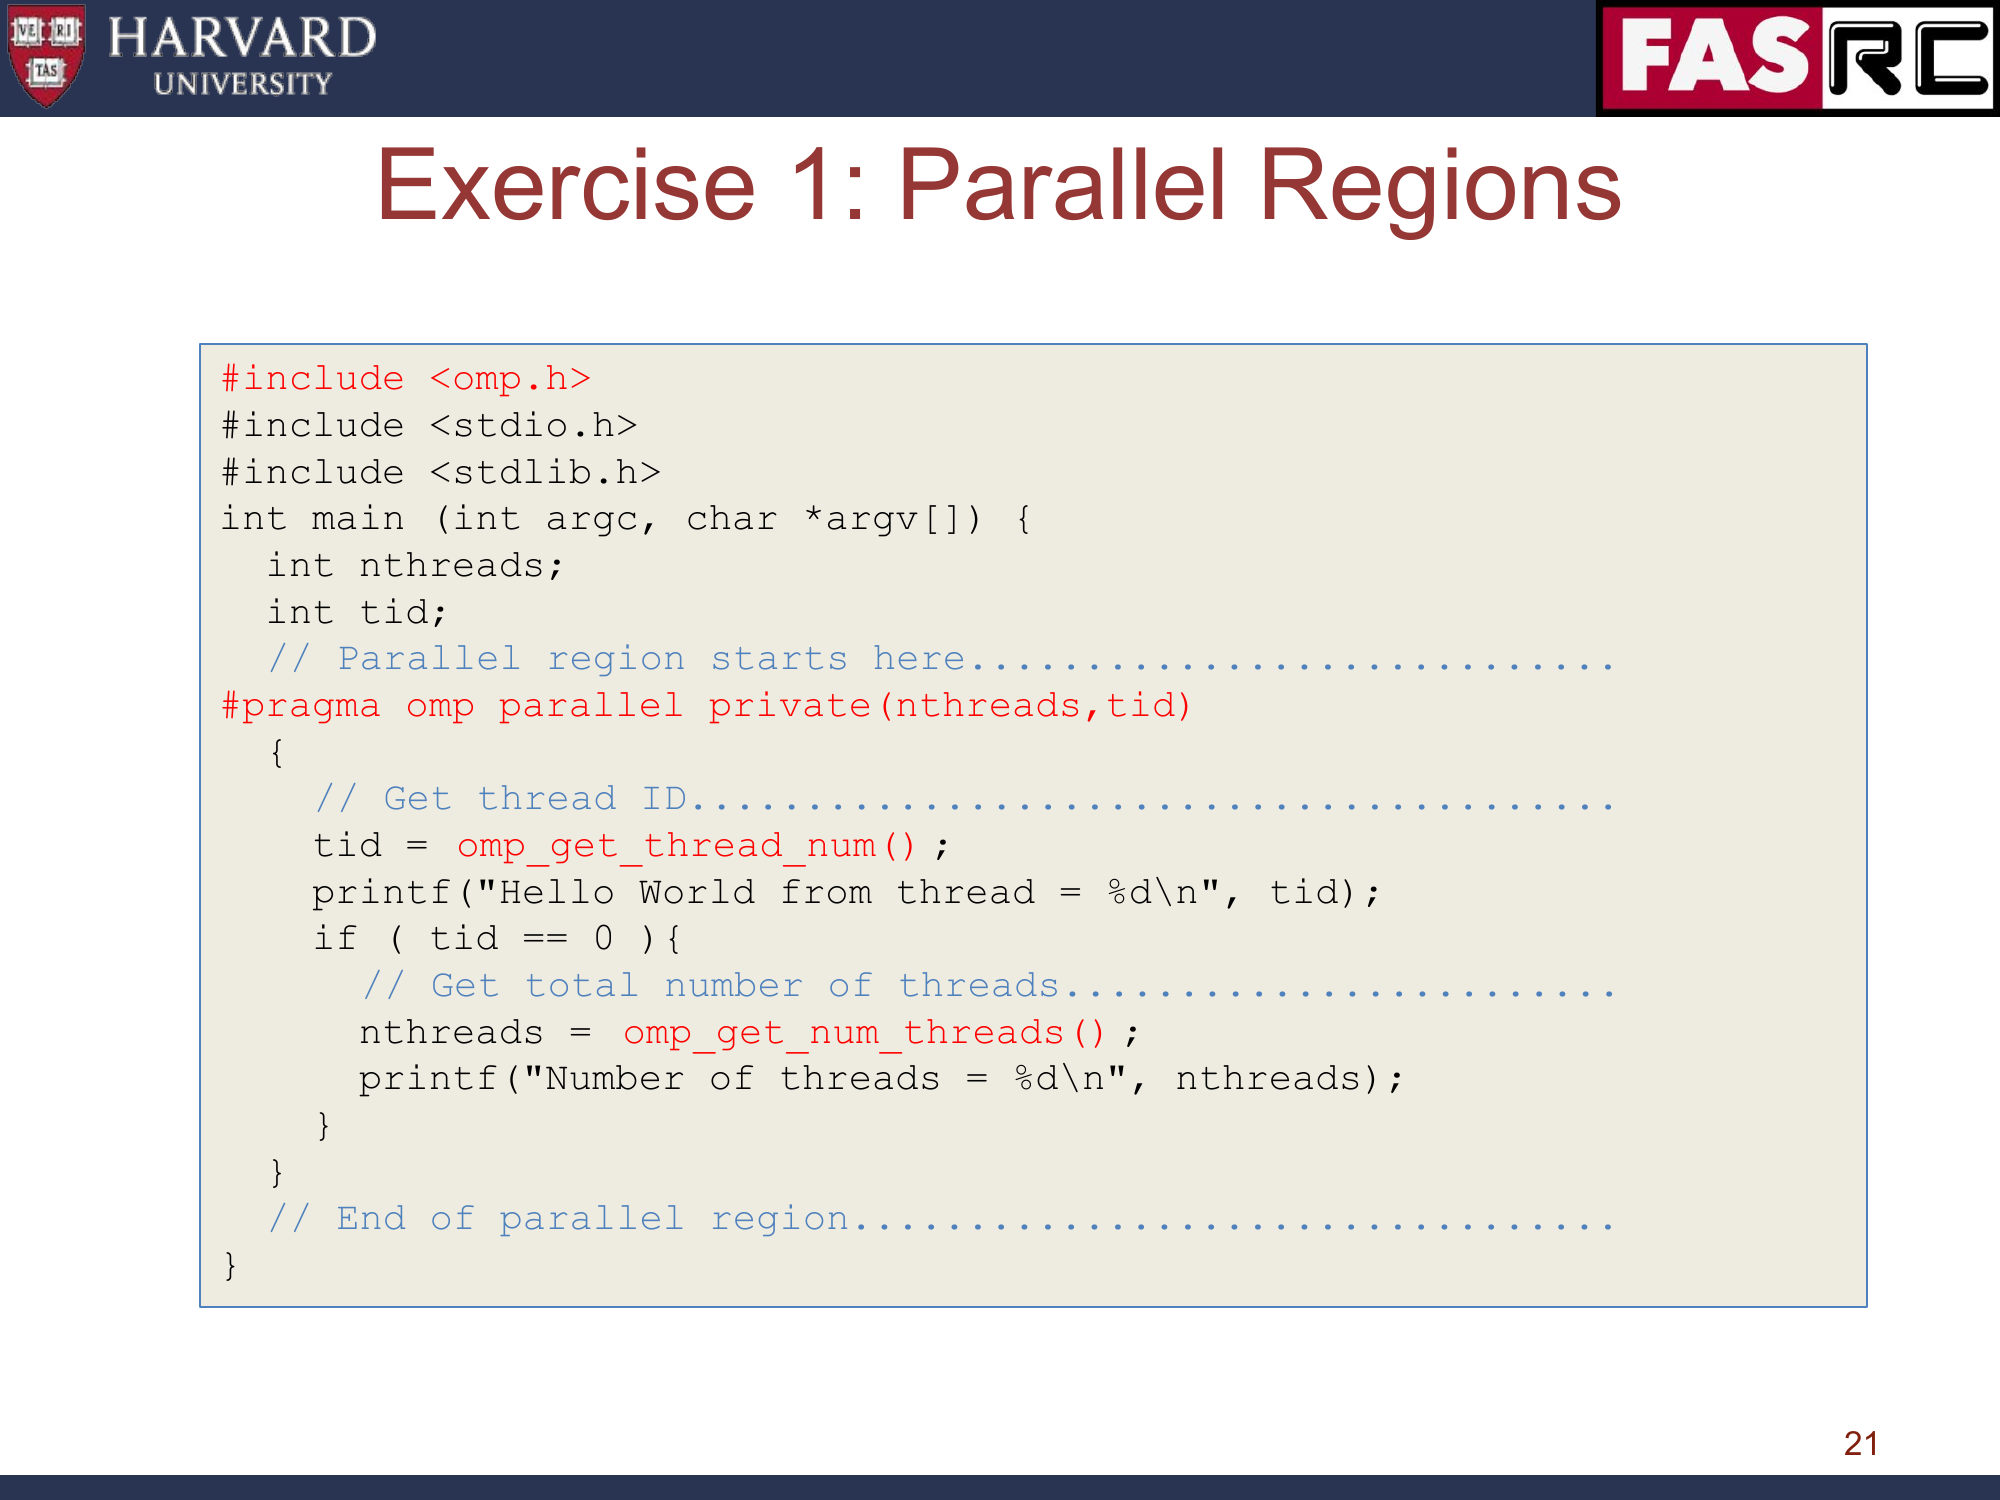 VE RI TAS
HARVARD
UNIVERSITY
FASRC
Exercise 1: Parallel Regions
#include <omp.h>
#include <stdio.h>
#include <stdlib.h>
int main (int argc, char *argv[]) {
  int nthreads;
  int tid;
  // Parallel region starts here............................
#pragma omp parallel private(nthreads,tid)
  {
    // Get thread ID........................................
    tid = omp_get_thread_num();
    printf("Hello World from thread = %d\n", tid);
    if ( tid == 0 ){
      // Get total number of threads........................
      nthreads = omp_get_num_threads();
      printf("Number of threads = %d\n", nthreads);
    }
  }
  // End of parallel region.................................
}
21